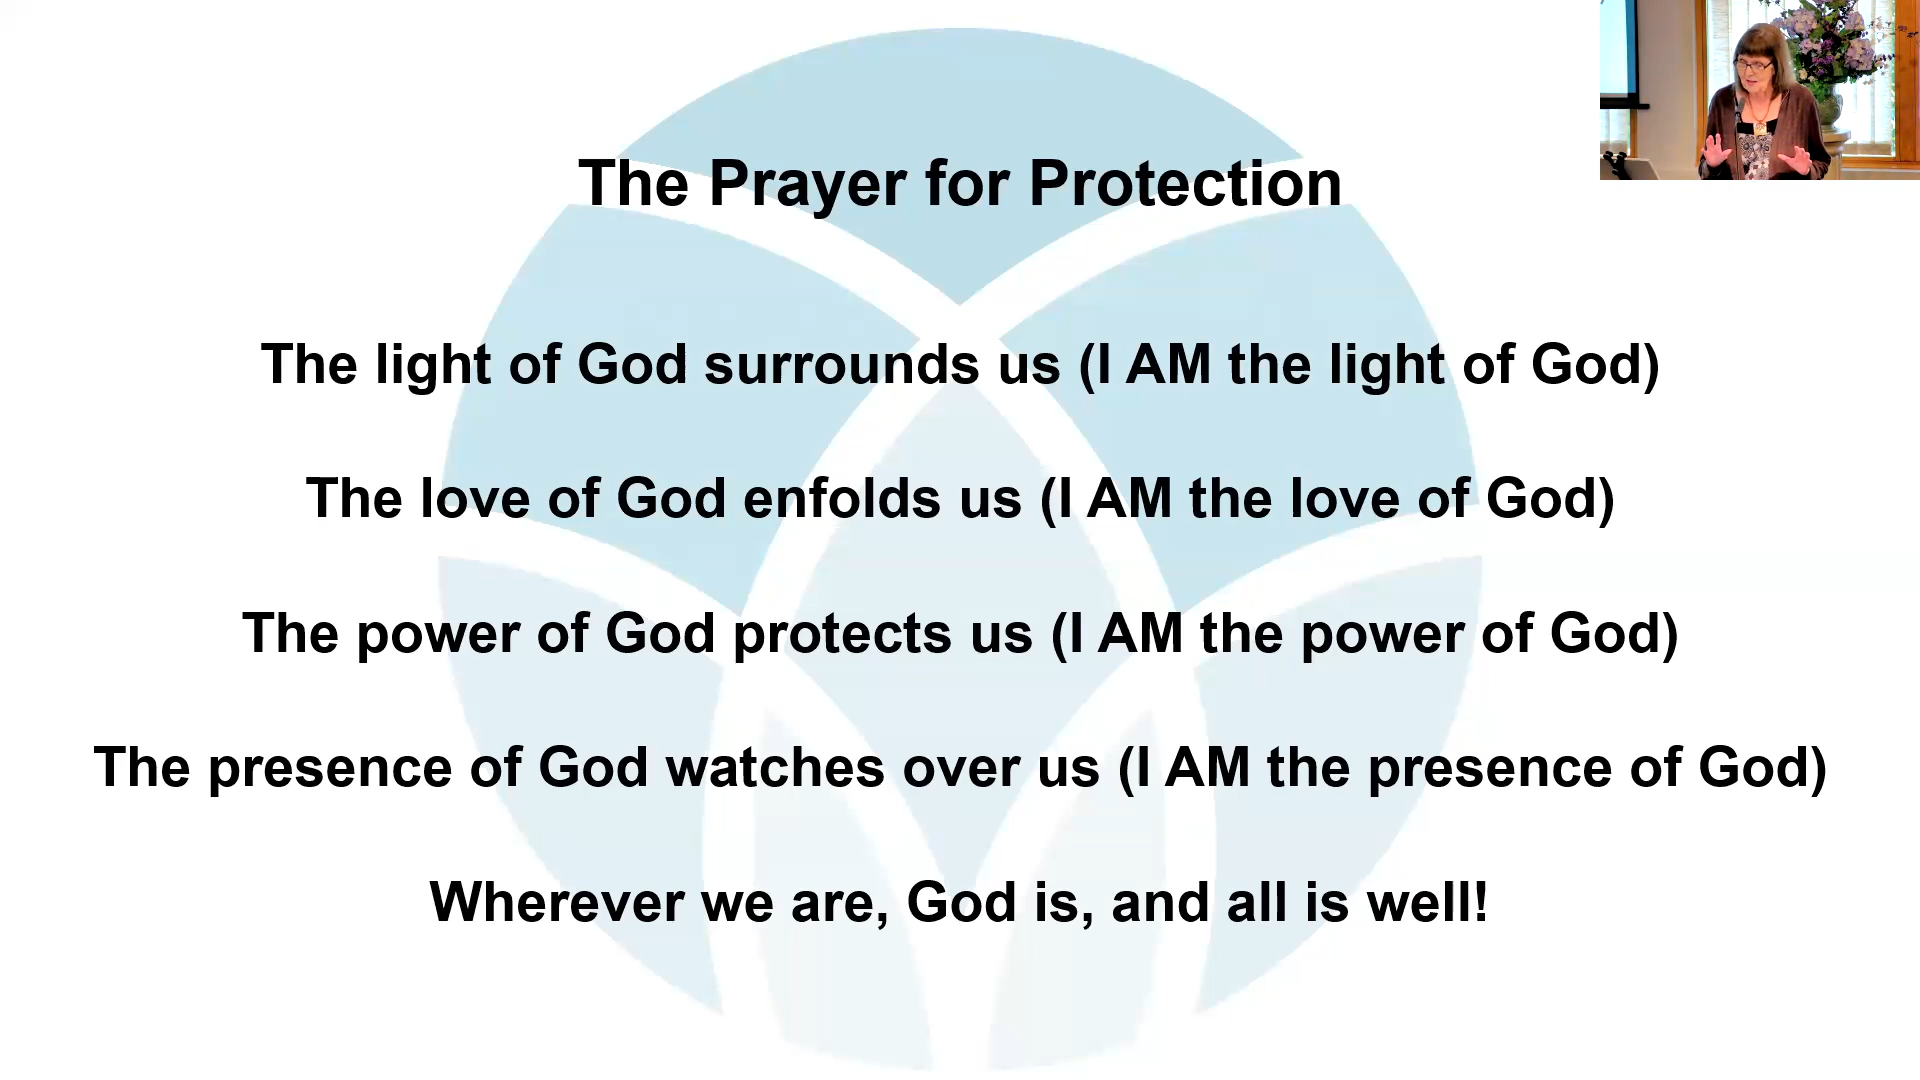 The Prayer for Protection
The light of God surrounds us (I AM the light of God)
The love of God enfolds us (I AM the love of God)
The power of God protects us (I AM the power of God)
The presence of God watches over us (I AM the presence of God)
Wherever we are, God is, and all is well!